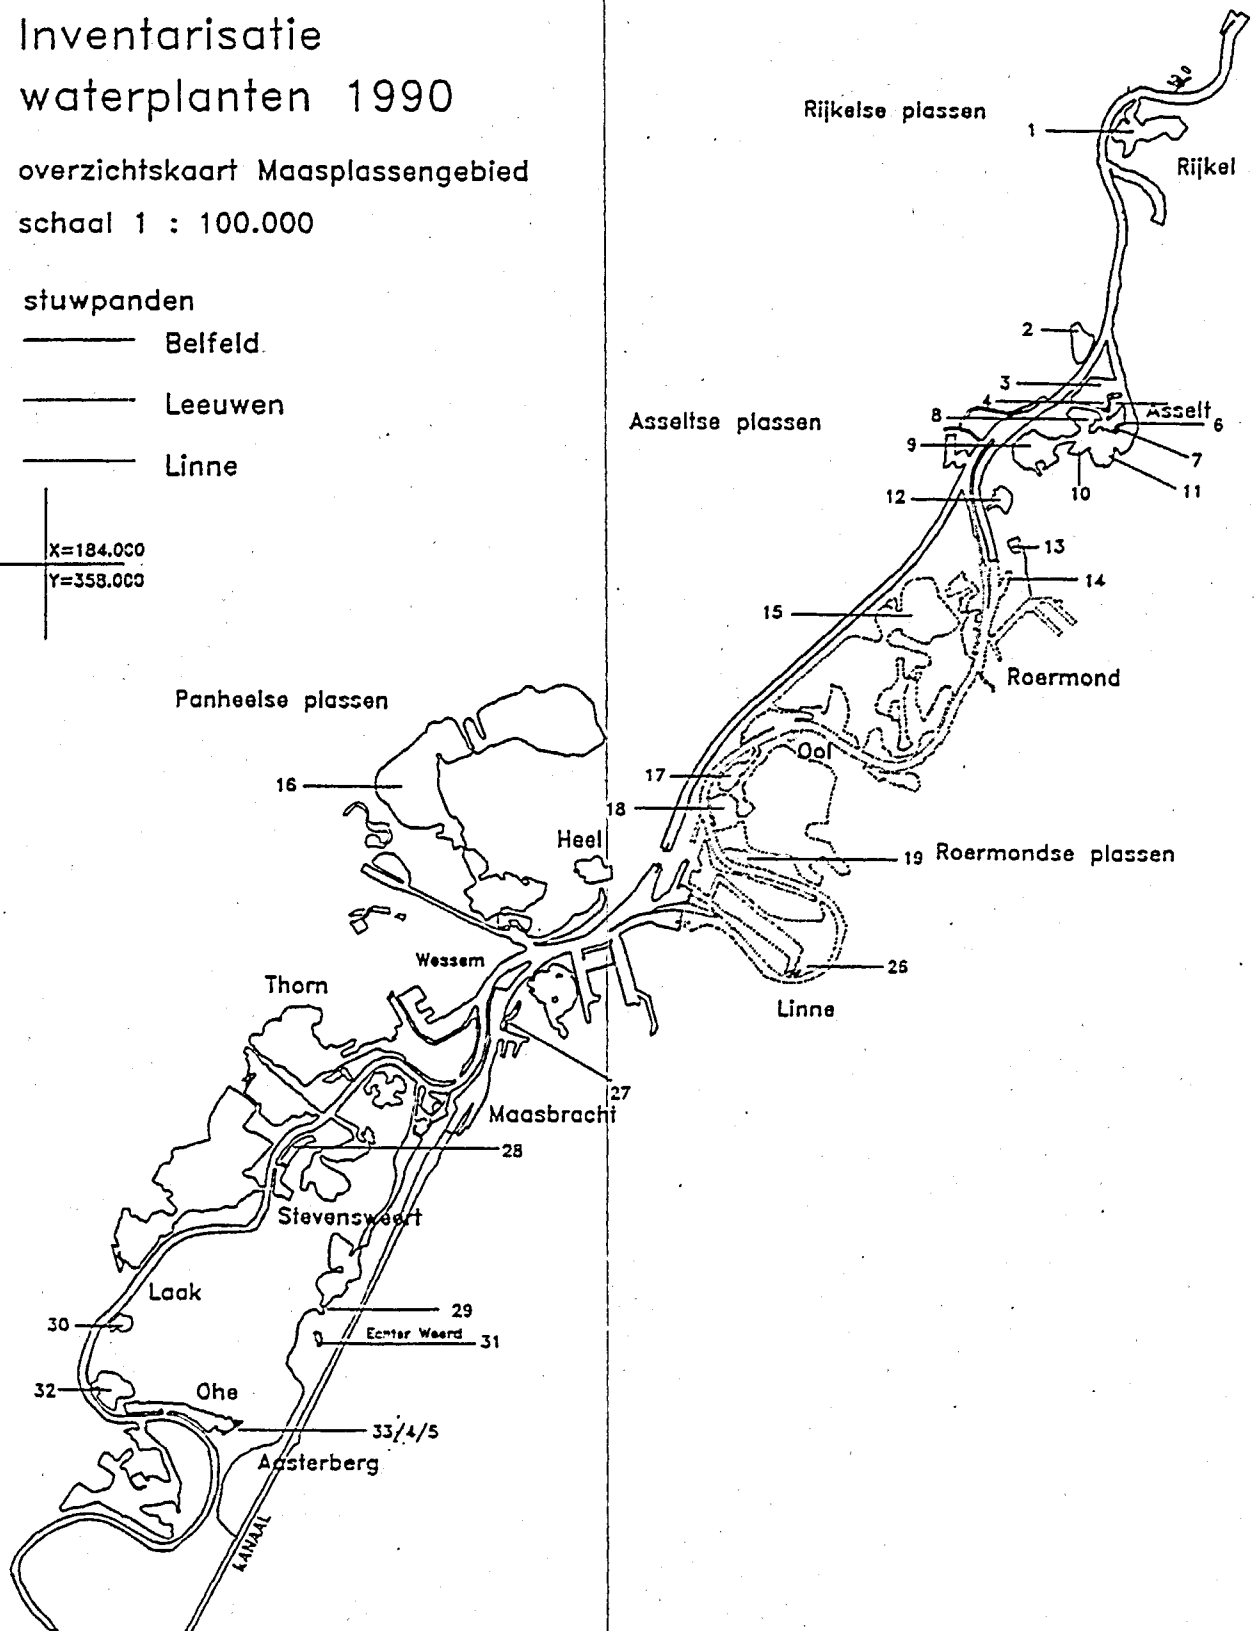 Inventarisatie
waterplanten 1990
overzichtskaart Maasplassengebied
schaal 1 : 100.000
stuwpanden
Belfeld
Leeuwen
Linne
X=184.000
Y=358.000
Rijkelse plassen
1
Rijkel
2
3
4
Asselt
8
6
Asseltse plassen
9
7
10
11
12
13
14
15
Roermond
Panheelse plassen
Ool
17
16
18
Heel
19
Roermondse plassen
Wessem
26
Thorn
Linne
27
Maasbracht
28
Stevensweert
Laak
29
30
Echter Weerd
31
32
Ohe
33/4/5
Aasterberg
KANAAL